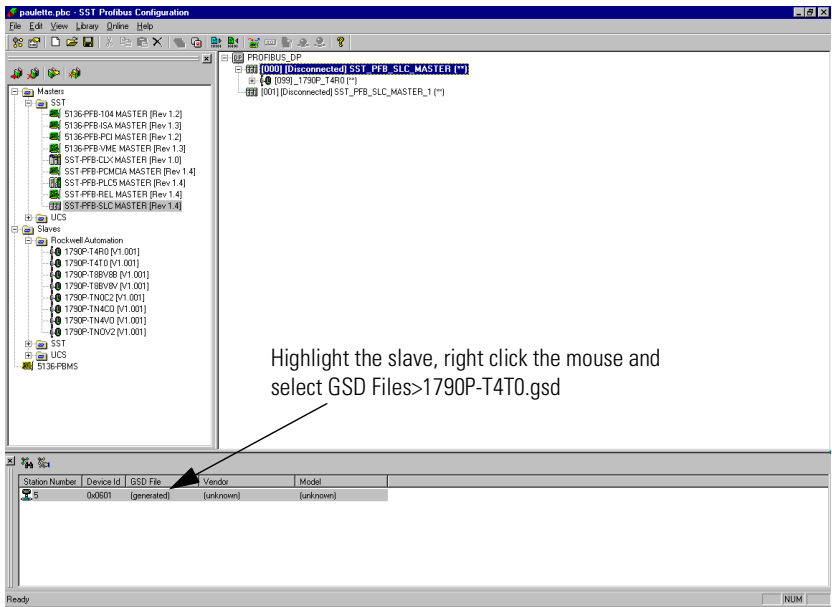 paulette.pbc - SST Profibus Configuration
File Edit View Library Online Help
PROFIBUS_DP
[000] [Disconnected] SST_PFB_SLC_MASTER (**)
[099] _1790P_T4R0 (**)
[001] [Disconnected] SST_PFB_SLC_MASTER_1 (**)
Masters
SST
5136-PFB-104 MASTER [Rev 1.2]
5136-PFB-ISA MASTER [Rev 1.3]
5136-PFB-PCI MASTER [Rev 1.2]
5136-PFB-VME MASTER [Rev 1.3]
SST-PFB-CLX MASTER [Rev 1.0]
SST-PFB-PCMCIA MASTER [Rev 1.4]
SST-PFB-PLC5 MASTER [Rev 1.4]
SST-PFB-REL MASTER [Rev 1.4]
SST-PFB-SLC MASTER [Rev 1.4]
UCS
Slaves
Rockwell Automation
1790P-T4R0 [V1.001]
1790P-T4T0 [V1.001]
1790P-T8BV8B [V1.001]
1790P-T8BV8V [V1.001]
1790P-TN0C2 [V1.001]
1790P-TN4C0 [V1.001]
1790P-TN4V0 [V1.001]
1790P-TN0V2 [V1.001]
SST
UCS
5136-PBMS
Highlight the slave, right click the mouse and
select GSD Files>1790P-T4T0.gsd
Station Number Device Id GSD File Vendor Model
5 0x0601 (generated) (unknown) (unknown)
Ready NUM